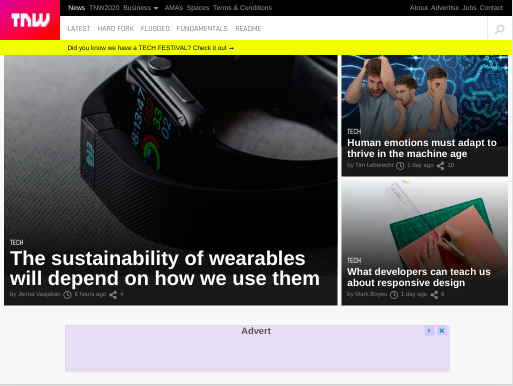 TNW
News TNW2020 Business AMAs Spaces Terms & Conditions
About Advertise Jobs Contact
LATEST HARD FORK PLUGGED FUNDAMENTALS README
Did you know we have a TECH FESTIVAL? Check it out →
TECH
The sustainability of wearables
will depend on how we use them
by Jenna Vaajakari 8 hours ago 4
TECH
Human emotions must adapt to
thrive in the machine age
by Tim Leberecht 1 day ago 10
TECH
What developers can teach us
about responsive design
by Mark Boyes 1 day ago 6
Advert